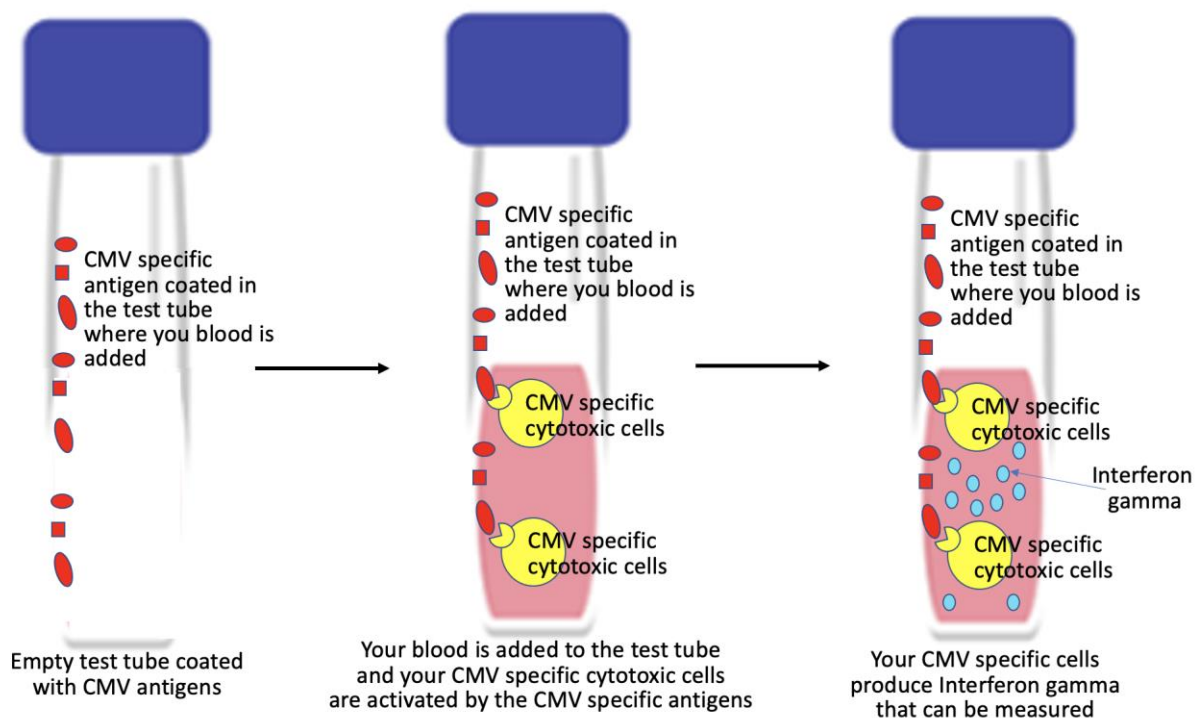 CMV specific
antigen coated in
the test tube
where you blood is
added
Empty test tube coated
with CMV antigens
CMV specific
antigen coated in
the test tube
where you blood is
added
CMV specific
cytotoxic cells
CMV specific
cytotoxic cells
Your blood is added to the test tube
and your CMV specific cytotoxic cells
are activated by the CMV specific antigens
CMV specific
antigen coated in
the test tube
where you blood is
added
CMV specific
cytotoxic cells
Interferon
gamma
CMV specific
cytotoxic cells
Your CMV specific cells
produce Interferon gamma
that can be measured